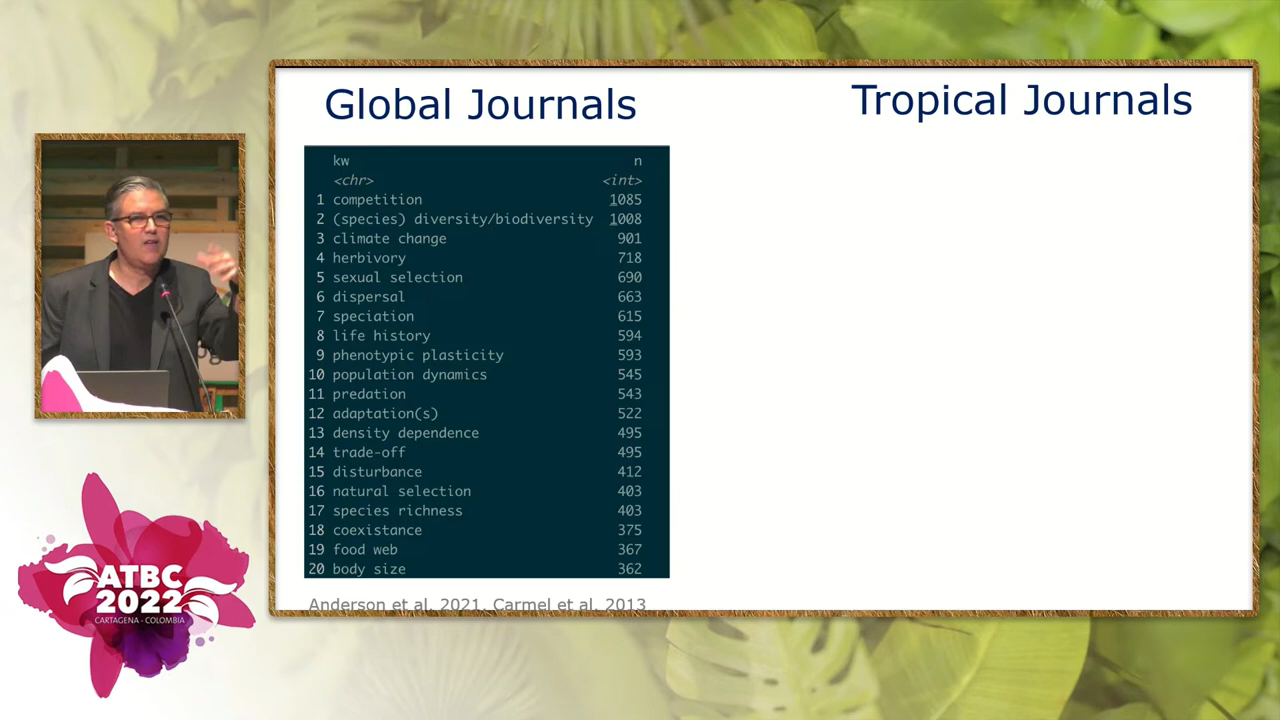 Global Journals
Tropical Journals
kw n
<chr> <int>
1 competition 1085
2 (species) diversity/biodiversity 1008
3 climate change 901
4 herbivory 718
5 sexual selection 690
6 dispersal 663
7 speciation 615
8 life history 594
9 phenotypic plasticity 593
10 population dynamics 545
11 predation 543
12 adaptation(s) 522
13 density dependence 495
14 trade-off 495
15 disturbance 412
16 natural selection 403
17 species richness 403
18 coexistance 375
19 food web 367
20 body size 362
Anderson et al. 2021. Carmel et al. 2013
ATBC
2022
CARTAGENA - COLOMBIA